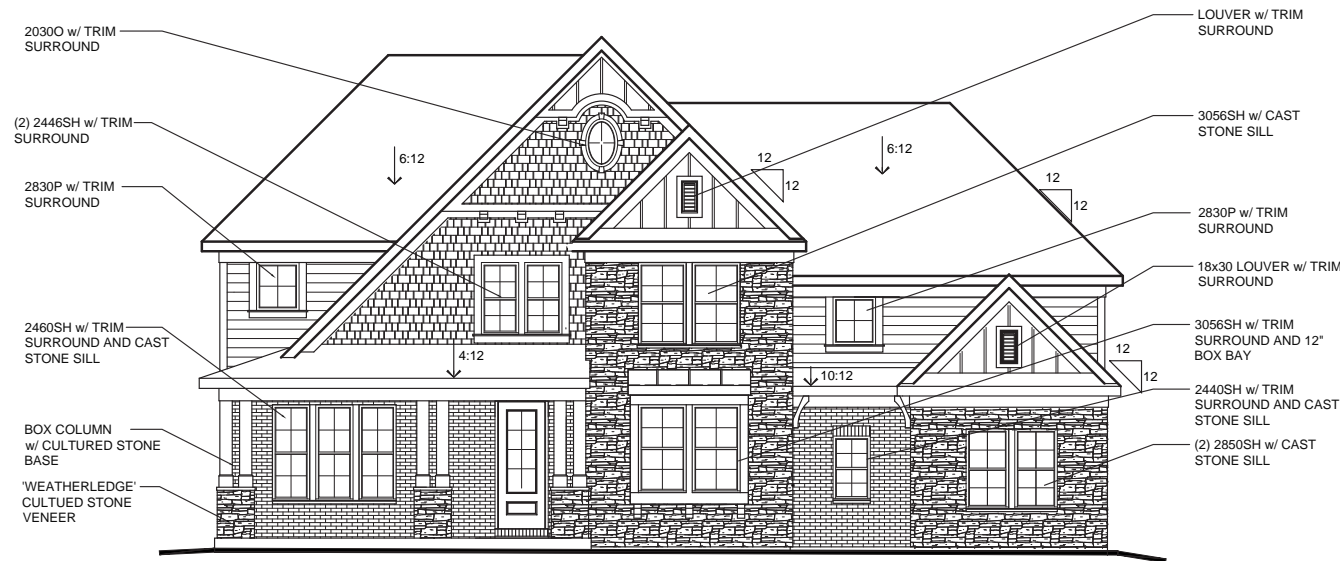 2030O w/ TRIM
SURROUND
(2) 2446SH w/ TRIM
SURROUND
2830P w/ TRIM
SURROUND
2460SH w/ TRIM
SURROUND AND CAST
STONE SILL
BOX COLUMN
w/ CULTURED STONE
BASE
'WEATHERLEDGE'
CULTUED STONE
VENEER
6:12
4:12
12
12
6:12
12
12
10:12
12
12
LOUVER w/ TRIM
SURROUND
3056SH w/ CAST
STONE SILL
2830P w/ TRIM
SURROUND
18x30 LOUVER w/ TRIM
SURROUND
3056SH w/ TRIM
SURROUND AND 12"
BOX BAY
2440SH w/ TRIM
SURROUND AND CAST
STONE SILL
(2) 2850SH w/ CAST
STONE SILL